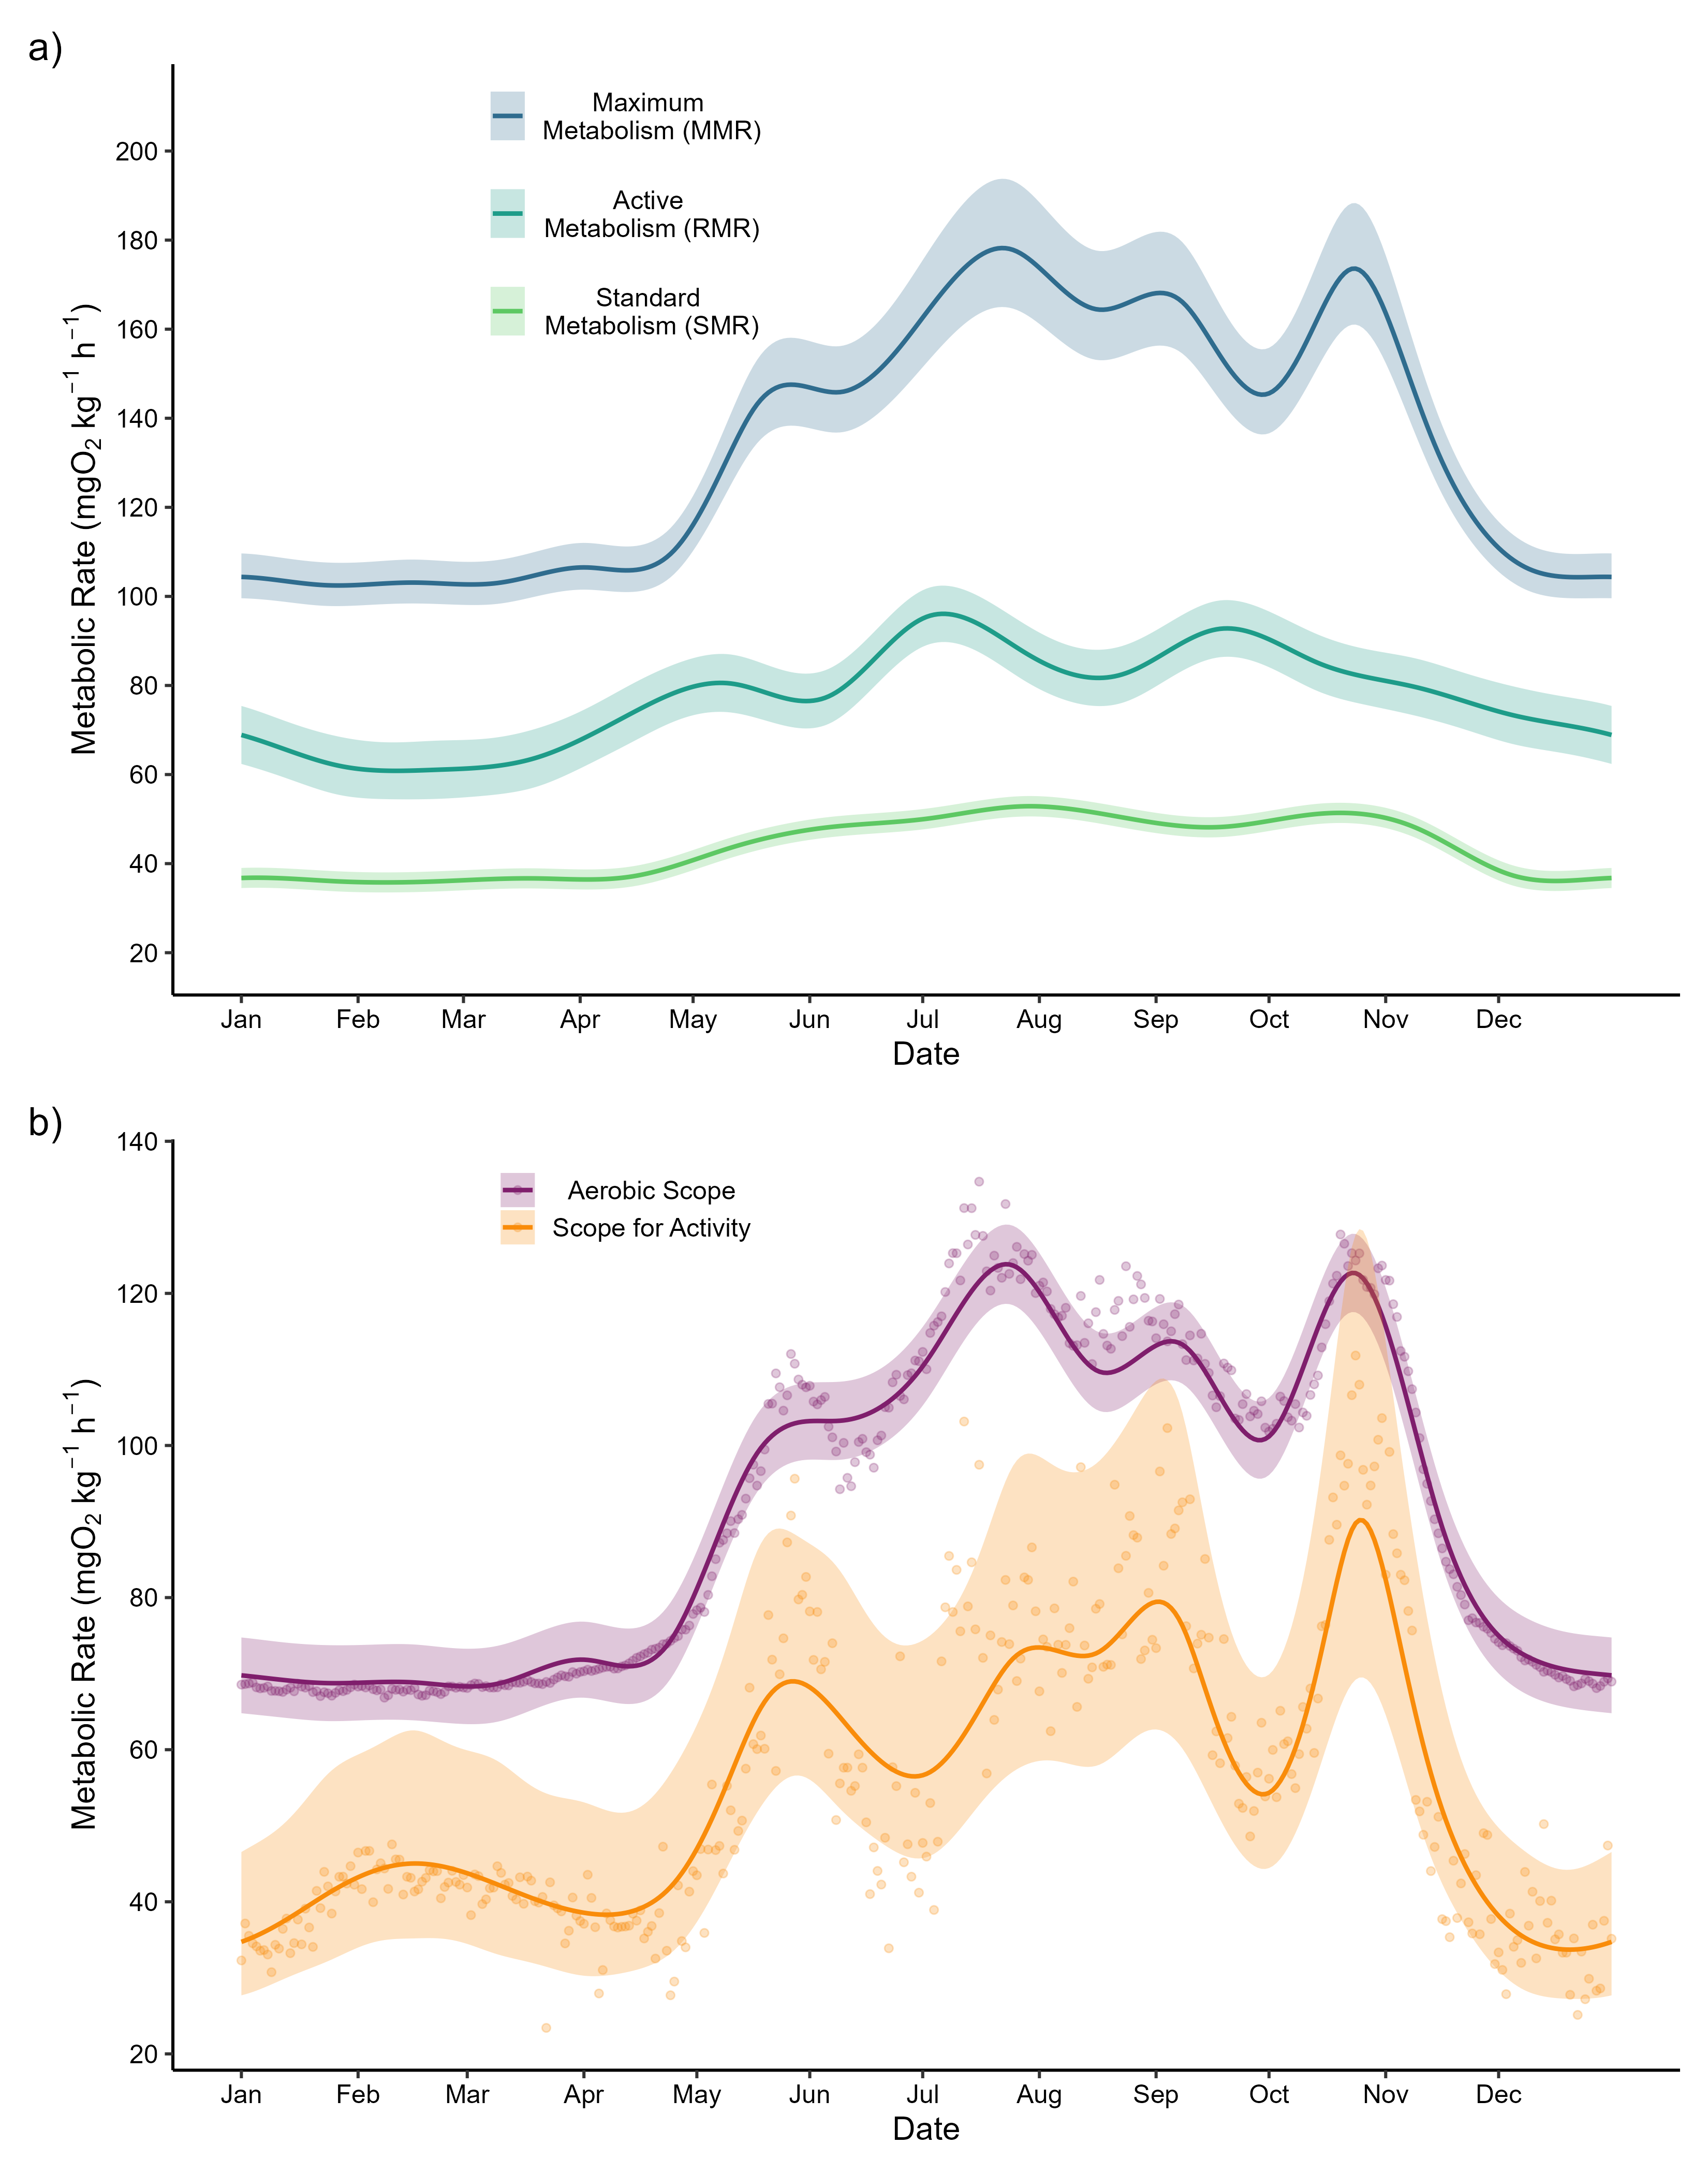 a)
Maximum
Metabolism (MMR)
Active
Metabolism (RMR)
Standard
Metabolism (SMR)
Metabolic Rate (mgO₂ kg⁻¹ h⁻¹)
200
180
160
140
120
100
80
60
40
20
Jan Feb Mar Apr May Jun Jul Aug Sep Oct Nov Dec
Date
b)
Aerobic Scope
Scope for Activity
Metabolic Rate (mgO₂ kg⁻¹ h⁻¹)
140
120
100
80
60
40
20
Jan Feb Mar Apr May Jun Jul Aug Sep Oct Nov Dec
Date